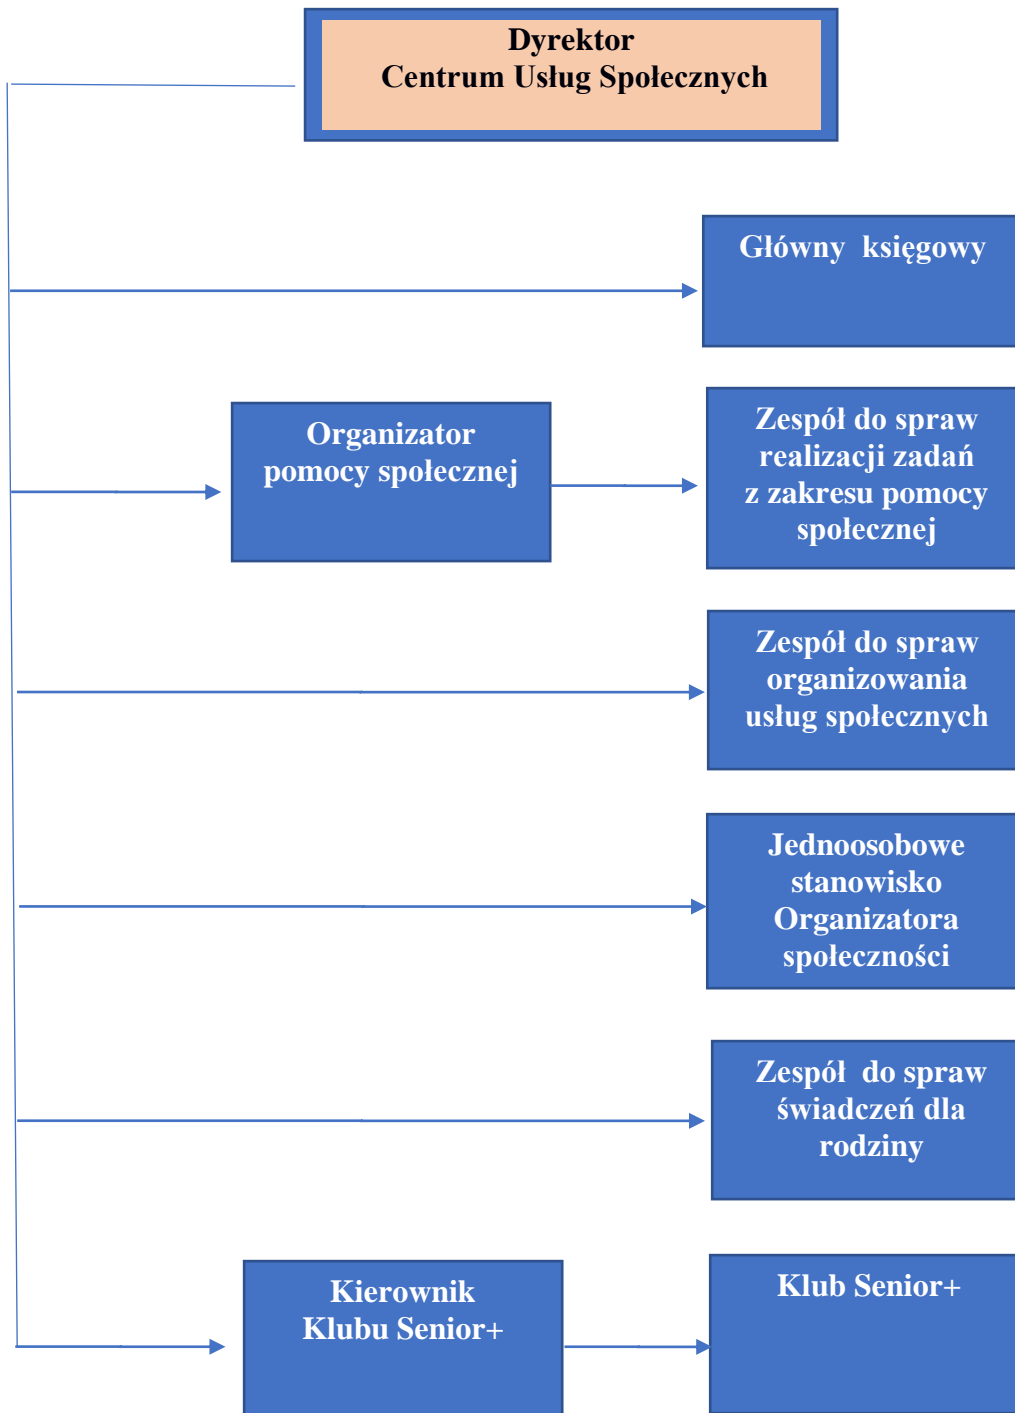 Dyrektor
Centrum Usług Społecznych
Główny księgowy
Organizator
pomocy społecznej
Zespół do spraw
realizacji zadań
z zakresu pomocy
społecznej
Zespół do spraw
organizowania
usług społecznych
Jednoosobowe
stanowisko
Organizatora
społeczności
Zespół do spraw
świadczeń dla
rodziny
Kierownik
Klubu Senior+
Klub Senior+